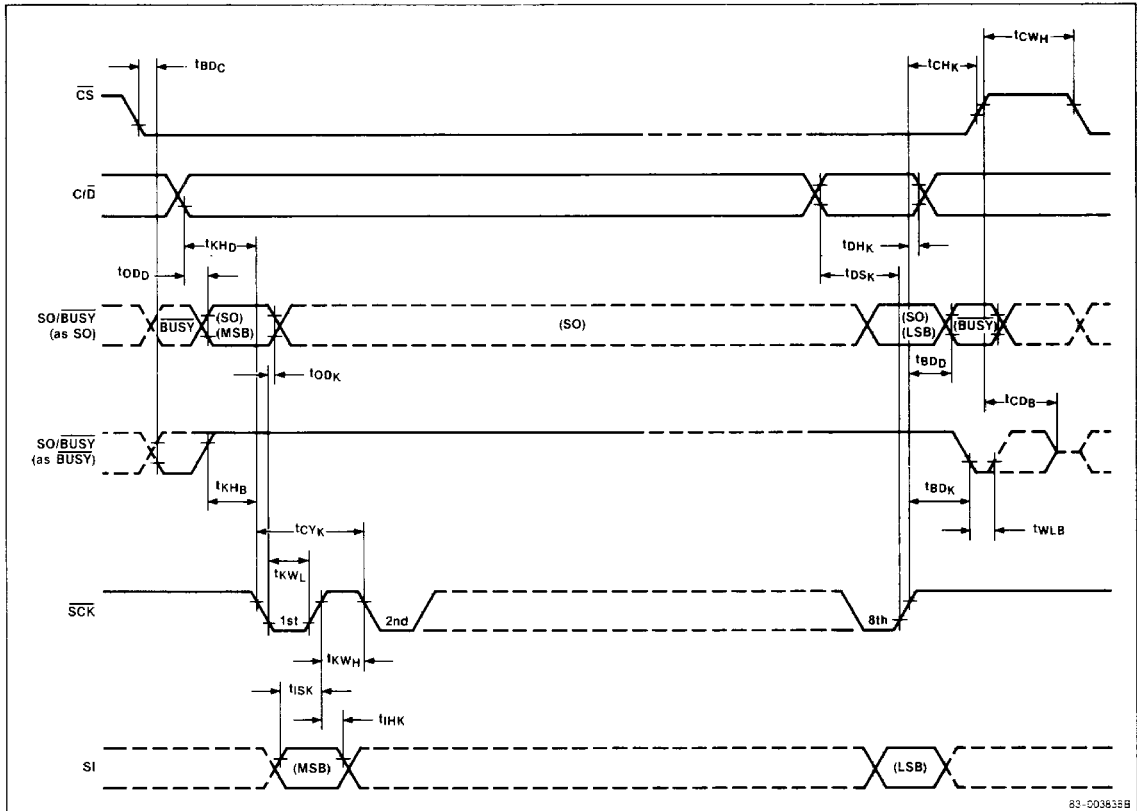 tCWH
tBDC
tCHK
CS
C/D
tKHD
tDHK
tODD
tDSK
SO/BUSY
(as SO)
BUSY
(SO)
(MSB)
(SO)
(SO)
LSB)
(BUSY)
tODK
tBDD
tCDB
SO/BUSY
(as BUSY)
tKHB
tBDK
tCYK
tWLB
tKWL
SCK
1st
2nd
8th
tKWH
tISK
tIHK
SI
(MSB)
(LSB)
83-003838B